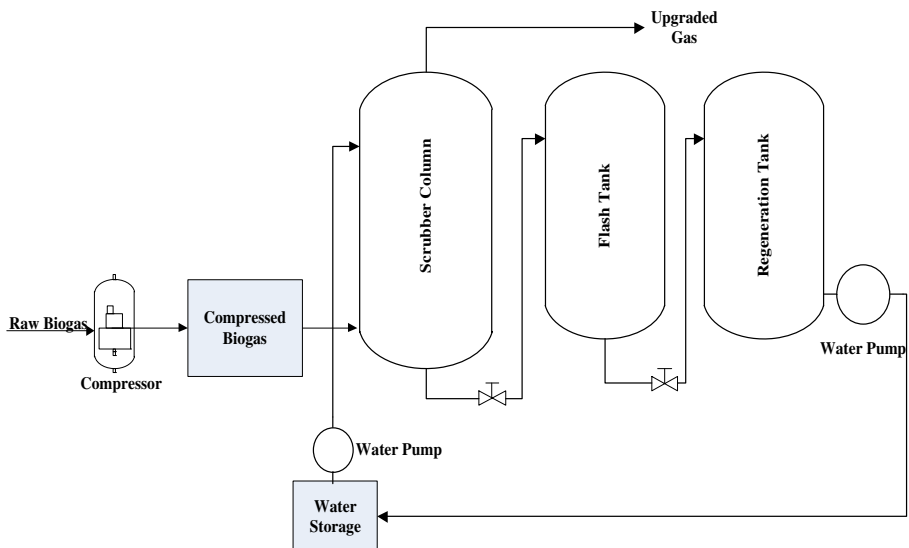 Upgraded
Gas
Scrubber Column
Flash Tank
Regeneration Tank
Raw Biogas
Compressor
Compressed
Biogas
Water Pump
Water Pump
Water
Storage